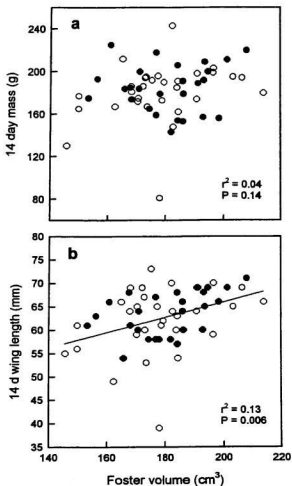 a
14 day mass (g)
240
200
160
120
80
r² = 0.04
P = 0.14
b
14 d wing length (mm)
80
75
70
65
60
55
50
45
40
35
r² = 0.13
P = 0.006
140 160 180 200 220
Foster volume (cm³)